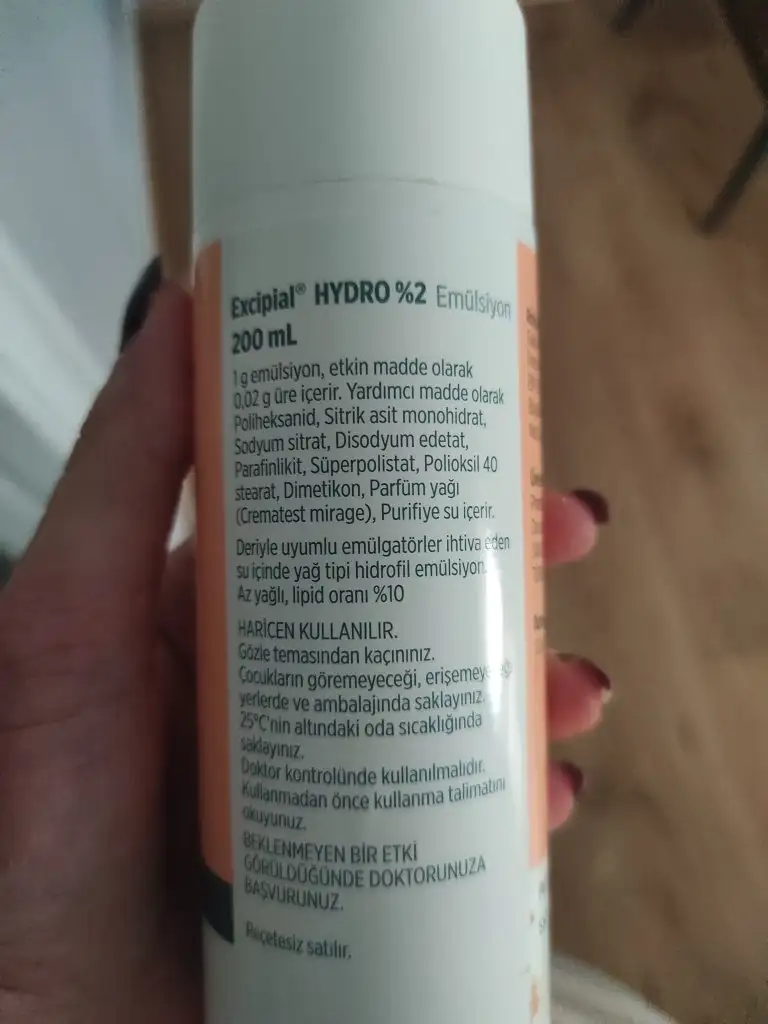 Excipial® HYDRO %2 Emülsiyon
200 mL
1 g emülsiyon, etkin madde olarak
0,02 g üre içerir. Yardımcı madde olarak
Poliheksanid, Sitrik asit monohidrat,
Sodyum sitrat, Disodyum edetat,
Parafinlikit, Süperpolistat, Polioksil 40
stearat, Dimetikon, Parfüm yağı
(Crematest mirage), Purifiye su içerir.
Deriyle uyumlu emülgatörler ihtiva eden
su içinde yağ tipi hidrofil emülsiyon.
Az yağlı, lipid oranı %10
HARİCEN KULLANILIR.
Gözle temasından kaçınınız.
Çocukların göremeyeceği,
yerlerde ve ambalajında saklayınız.
25°C'nin altındaki oda sıcaklığında
saklayınız.
Doktor kontrolünde kullanılmalıdır.
Kullanmadan önce kullanma talimatını
okuyunuz.
BEKLENMEYEN BİR ETKİ
GÖRÜLDÜĞÜNDE DOKTORUNUZA
BAŞVURUNUZ.
Reçetesiz satılır.